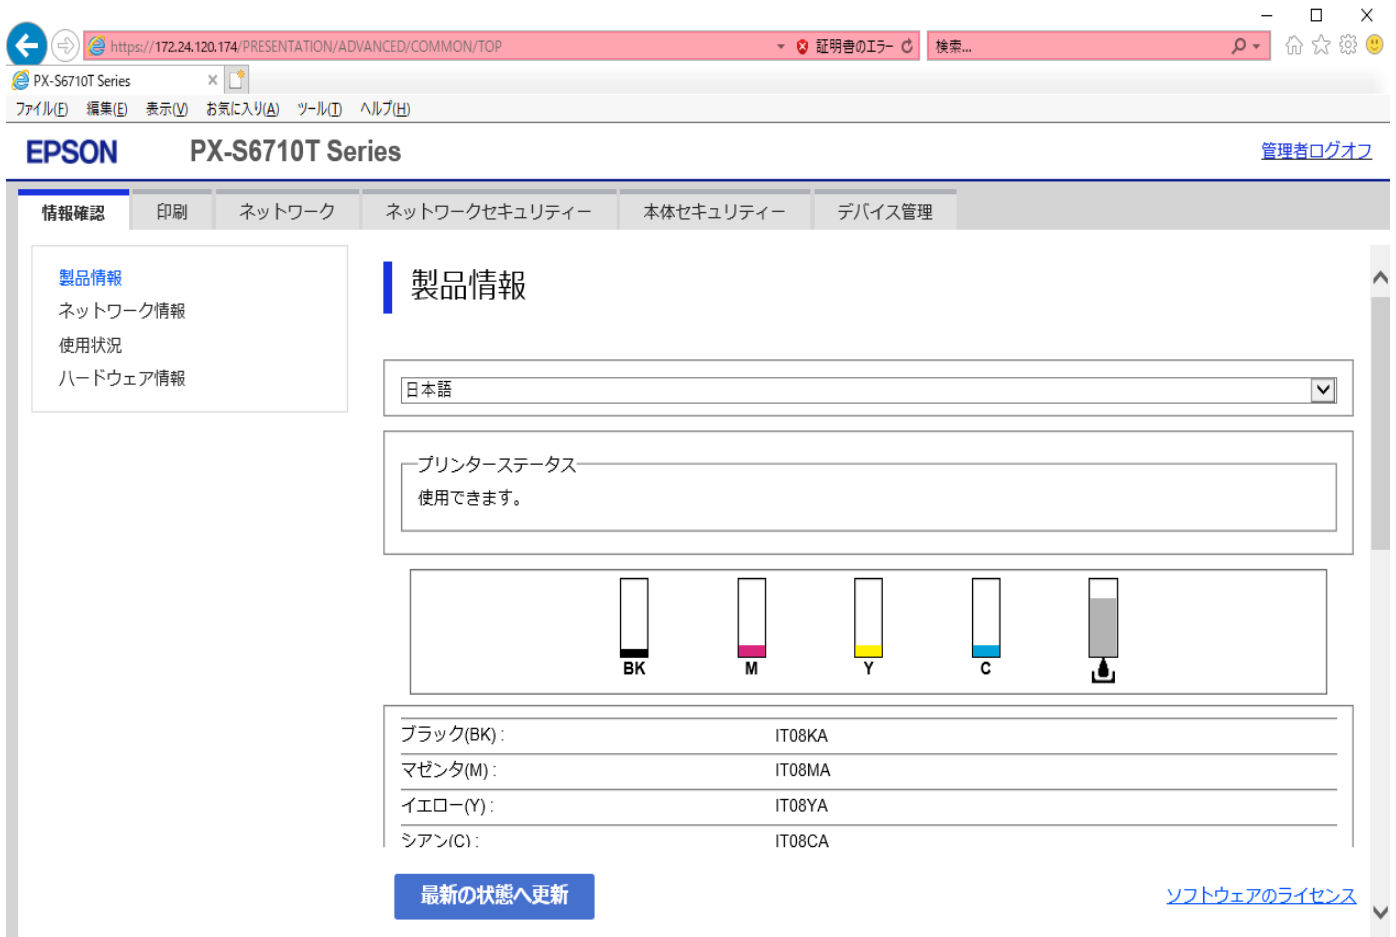 https://172.24.120.174/PRESENTATION/ADVANCED/COMMON/TOP
証明書のエラー
検索...
PX-S6710T Series
ファイル(F) 編集(E) 表示(V) お気に入り(A) ツール(T) ヘルプ(H)
EPSON PX-S6710T Series
管理者ログオフ
情報確認 印刷 ネットワーク ネットワークセキュリティー 本体セキュリティー デバイス管理
製品情報
ネットワーク情報
使用状況
ハードウェア情報
製品情報
日本語
プリンターステータス
使用できます。
BK M Y C
ブラック(BK) : IT08KA
マゼンタ(M) : IT08MA
イエロー(Y) : IT08YA
シアン(C) : IT08CA
最新の状態へ更新
ソフトウェアのライセンス